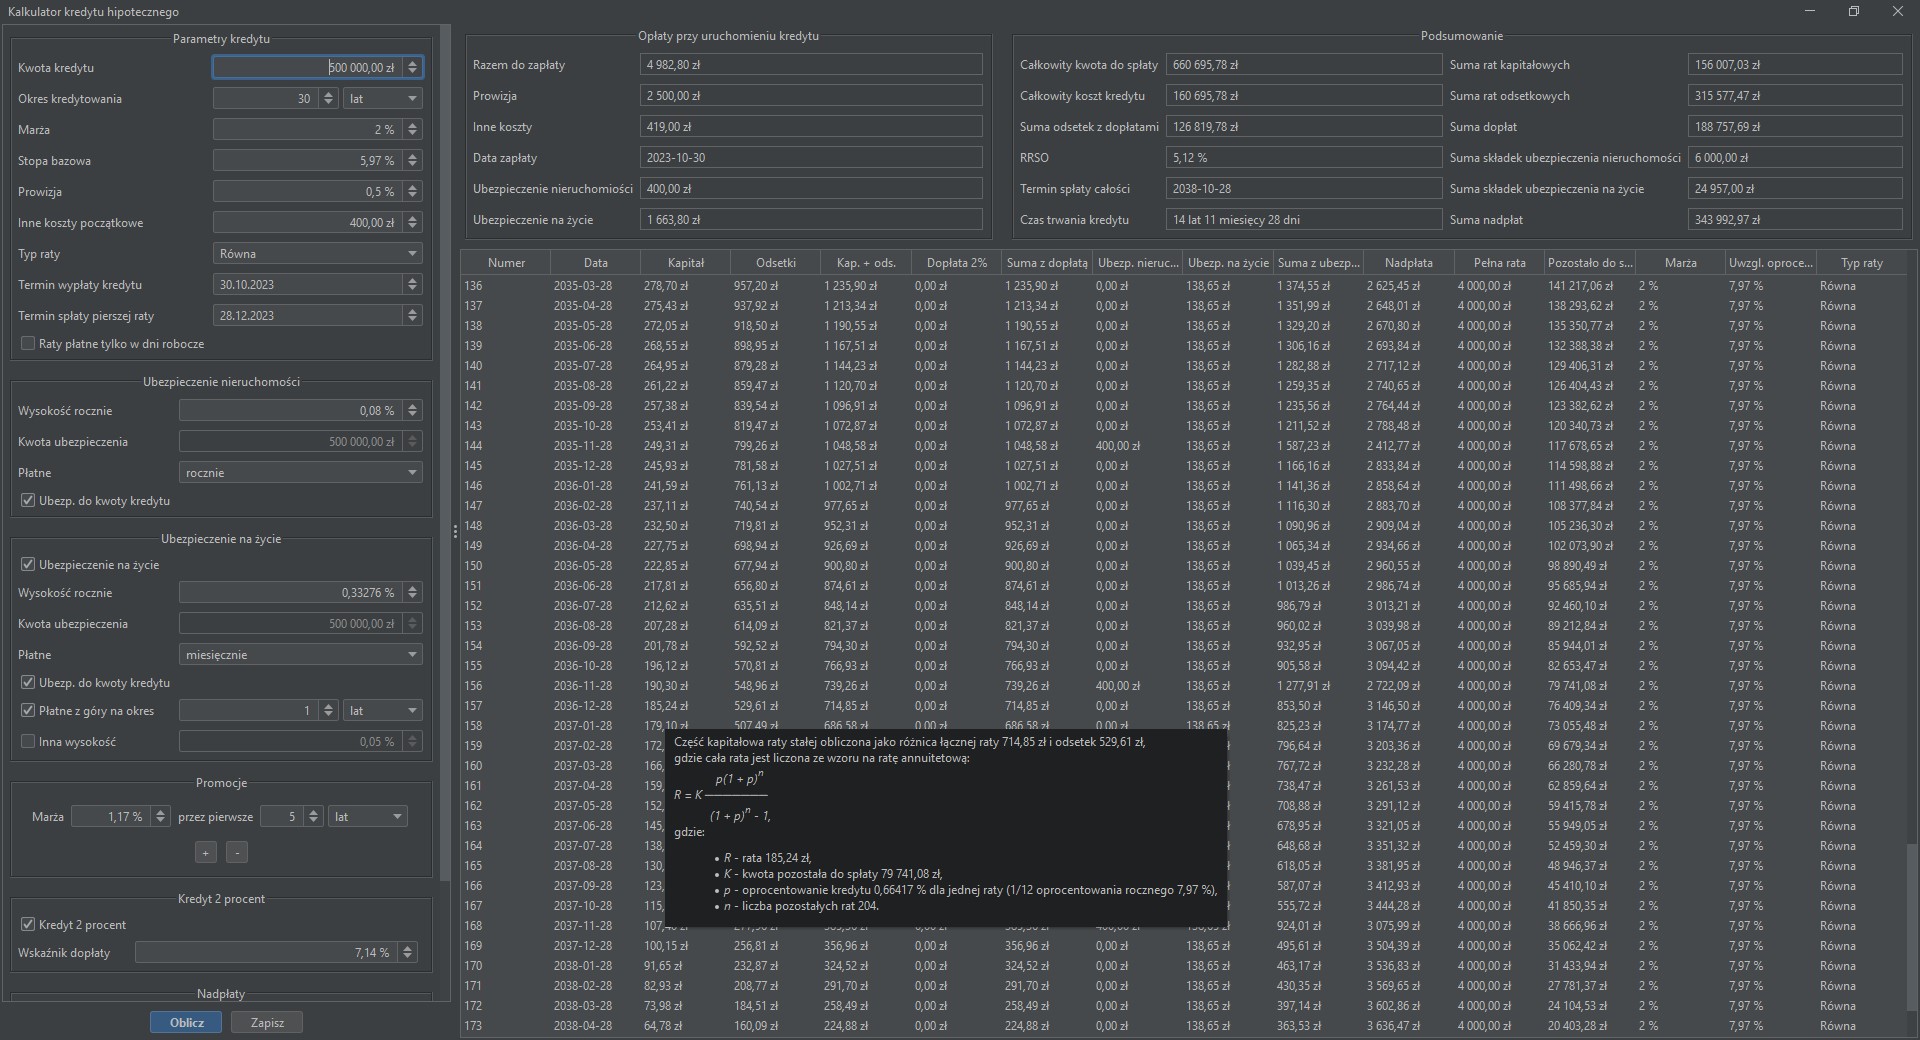 Kalkulator kredytu hipotecznego
Parametry kredytu
Kwota kredytu 500 000,00 zł
Okres kredytowania 30 lat
Marża 2 %
Stopa bazowa 5,97 %
Prowizja 0,5 %
Inne koszty początkowe 400,00 zł
Typ raty Równa
Termin wypłaty kredytu 30.10.2023
Termin spłaty pierszej raty 28.12.2023
Raty płatne tylko w dni robocze
Ubezpieczenie nieruchomości
Wysokość rocznie 0,08 %
Kwota ubezpieczenia 500 000,00 zł
Płatne rocznie
Ubezp. do kwoty kredytu
Ubezpieczenie na życie
Ubezpieczenie na życie
Wysokość rocznie 0,33276 %
Kwota ubezpieczenia 500 000,00 zł
Płatne miesięcznie
Ubezp. do kwoty kredytu
Płatne z góry na okres 1 lat
Inna wysokość 0,05 %
Promocje
Marża 1,17 % przez pierwsze 5 lat
+ -
Kredyt 2 procent
Kredyt 2 procent
Wskaźnik dopłaty 7,14 %
Nadpłaty
Oblicz Zapisz
Opłaty przy uruchomieniu kredytu
Razem do zapłaty 4 982,80 zł
Prowizja 2 500,00 zł
Inne koszty 419,00 zł
Data zapłaty 2023-10-30
Ubezpieczenie nieruchomiości 400,00 zł
Ubezpieczenie na życie 1 663,80 zł
Podsumowanie
Całkowity kwota do spłaty 660 695,78 zł Suma rat kapitałowych 156 007,03 zł
Całkowity koszt kredytu 160 695,78 zł Suma rat odsetkowych 315 577,47 zł
Suma odsetek z dopłatami 126 819,78 zł Suma dopłat 188 757,69 zł
RRSO 5,12 % Suma składek ubezpieczenia nieruchomości 6 000,00 zł
Termin spłaty całości 2038-10-28 Suma składek ubezpieczenia na życie 24 957,00 zł
Czas trwania kredytu 14 lat 11 miesięcy 28 dni Suma nadpłat 343 992,97 zł
Numer Data Kapitał Odsetki Kap. + ods. Dopłata 2% Suma z dopłatą Ubezp. nieruc... Ubezp. na życie Suma z ubezp... Nadpłata Pełna rata Pozostało do s... Marża Uwzgl. oproce... Typ raty
136 2035-03-28 278,70 zł 957,20 zł 1 235,90 zł 0,00 zł 1 235,90 zł 0,00 zł 138,65 zł 1 374,55 zł 2 625,45 zł 4 000,00 zł 141 217,06 zł 2 % 7,97 % Równa
137 2035-04-28 275,43 zł 937,92 zł 1 213,34 zł 0,00 zł 1 213,34 zł 0,00 zł 138,65 zł 1 351,99 zł 2 648,01 zł 4 000,00 zł 138 293,62 zł 2 % 7,97 % Równa
138 2035-05-28 272,05 zł 918,50 zł 1 190,55 zł 0,00 zł 1 190,55 zł 0,00 zł 138,65 zł 1 329,20 zł 2 670,80 zł 4 000,00 zł 135 350,77 zł 2 % 7,97 % Równa
139 2035-06-28 268,55 zł 898,95 zł 1 167,51 zł 0,00 zł 1 167,51 zł 0,00 zł 138,65 zł 1 306,16 zł 2 693,84 zł 4 000,00 zł 132 388,38 zł 2 % 7,97 % Równa
140 2035-07-28 264,95 zł 879,28 zł 1 144,23 zł 0,00 zł 1 144,23 zł 0,00 zł 138,65 zł 1 282,88 zł 2 717,12 zł 4 000,00 zł 129 406,31 zł 2 % 7,97 % Równa
141 2035-08-28 261,22 zł 859,47 zł 1 120,70 zł 0,00 zł 1 120,70 zł 0,00 zł 138,65 zł 1 259,35 zł 2 740,65 zł 4 000,00 zł 126 404,43 zł 2 % 7,97 % Równa
142 2035-09-28 257,38 zł 839,54 zł 1 096,91 zł 0,00 zł 1 096,91 zł 0,00 zł 138,65 zł 1 235,56 zł 2 764,44 zł 4 000,00 zł 123 382,62 zł 2 % 7,97 % Równa
143 2035-10-28 253,41 zł 819,47 zł 1 072,87 zł 0,00 zł 1 072,87 zł 0,00 zł 138,65 zł 1 211,52 zł 2 788,48 zł 4 000,00 zł 120 340,73 zł 2 % 7,97 % Równa
144 2035-11-28 249,31 zł 799,26 zł 1 048,58 zł 0,00 zł 1 048,58 zł 400,00 zł 138,65 zł 1 587,23 zł 2 412,77 zł 4 000,00 zł 117 678,65 zł 2 % 7,97 % Równa
145 2035-12-28 245,93 zł 781,58 zł 1 027,51 zł 0,00 zł 1 027,51 zł 0,00 zł 138,65 zł 1 166,16 zł 2 833,84 zł 4 000,00 zł 114 598,88 zł 2 % 7,97 % Równa
146 2036-01-28 241,59 zł 761,13 zł 1 002,71 zł 0,00 zł 1 002,71 zł 0,00 zł 138,65 zł 1 141,36 zł 2 858,64 zł 4 000,00 zł 111 498,66 zł 2 % 7,97 % Równa
147 2036-02-28 237,11 zł 740,54 zł 977,65 zł 0,00 zł 977,65 zł 0,00 zł 138,65 zł 1 116,30 zł 2 883,70 zł 4 000,00 zł 108 377,84 zł 2 % 7,97 % Równa
148 2036-03-28 232,50 zł 719,81 zł 952,31 zł 0,00 zł 952,31 zł 0,00 zł 138,65 zł 1 090,96 zł 2 909,04 zł 4 000,00 zł 105 236,30 zł 2 % 7,97 % Równa
149 2036-04-28 227,75 zł 698,94 zł 926,69 zł 0,00 zł 926,69 zł 0,00 zł 138,65 zł 1 065,34 zł 2 934,66 zł 4 000,00 zł 102 073,90 zł 2 % 7,97 % Równa
150 2036-05-28 222,85 zł 677,94 zł 900,80 zł 0,00 zł 900,80 zł 0,00 zł 138,65 zł 1 039,45 zł 2 960,55 zł 4 000,00 zł 98 890,49 zł 2 % 7,97 % Równa
151 2036-06-28 217,81 zł 656,80 zł 874,61 zł 0,00 zł 874,61 zł 0,00 zł 138,65 zł 1 013,26 zł 2 986,74 zł 4 000,00 zł 95 685,94 zł 2 % 7,97 % Równa
152 2036-07-28 212,62 zł 635,51 zł 848,14 zł 0,00 zł 848,14 zł 0,00 zł 138,65 zł 986,79 zł 3 013,21 zł 4 000,00 zł 92 460,10 zł 2 % 7,97 % Równa
153 2036-08-28 207,28 zł 614,09 zł 821,37 zł 0,00 zł 821,37 zł 0,00 zł 138,65 zł 960,02 zł 3 039,98 zł 4 000,00 zł 89 212,84 zł 2 % 7,97 % Równa
154 2036-09-28 201,78 zł 592,52 zł 794,30 zł 0,00 zł 794,30 zł 0,00 zł 138,65 zł 932,95 zł 3 067,05 zł 4 000,00 zł 85 944,01 zł 2 % 7,97 % Równa
155 2036-10-28 196,12 zł 570,81 zł 766,93 zł 0,00 zł 766,93 zł 0,00 zł 138,65 zł 905,58 zł 3 094,42 zł 4 000,00 zł 82 653,47 zł 2 % 7,97 % Równa
156 2036-11-28 190,30 zł 548,96 zł 739,26 zł 0,00 zł 739,26 zł 400,00 zł 138,65 zł 1 277,91 zł 2 722,09 zł 4 000,00 zł 79 741,08 zł 2 % 7,97 % Równa
157 2036-12-28 185,24 zł 529,61 zł 714,85 zł 0,00 zł 714,85 zł 0,00 zł 138,65 zł 853,50 zł 3 146,50 zł 4 000,00 zł 76 409,34 zł 2 % 7,97 % Równa
158 2037-01-28 179,10 zł 507,49 zł 686,58 zł 0,00 zł 686,58 zł 0,00 zł 138,65 zł 825,23 zł 3 174,77 zł 4 000,00 zł 73 055,48 zł 2 % 7,97 % Równa
159 2037-02-28 172, 796,64 zł 3 203,36 zł 4 000,00 zł 69 679,34 zł 2 % 7,97 % Równa
160 2037-03-28 166, 767,72 zł 3 232,28 zł 4 000,00 zł 66 280,78 zł 2 % 7,97 % Równa
161 2037-04-28 159, 738,47 zł 3 261,53 zł 4 000,00 zł 62 859,64 zł 2 % 7,97 % Równa
162 2037-05-28 152, 708,88 zł 3 291,12 zł 4 000,00 zł 59 415,78 zł 2 % 7,97 % Równa
163 2037-06-28 145, 678,95 zł 3 321,05 zł 4 000,00 zł 55 949,05 zł 2 % 7,97 % Równa
164 2037-07-28 138, 648,68 zł 3 351,32 zł 4 000,00 zł 52 459,30 zł 2 % 7,97 % Równa
165 2037-08-28 130, 618,05 zł 3 381,95 zł 4 000,00 zł 48 946,37 zł 2 % 7,97 % Równa
166 2037-09-28 123, 587,07 zł 3 412,93 zł 4 000,00 zł 45 410,10 zł 2 % 7,97 % Równa
167 2037-10-28 115, 555,72 zł 3 444,28 zł 4 000,00 zł 41 850,35 zł 2 % 7,97 % Równa
168 2037-11-28 924,01 zł 3 075,99 zł 4 000,00 zł 38 666,96 zł 2 % 7,97 % Równa
169 2037-12-28 100,15 zł 256,81 zł 356,96 zł 0,00 zł 356,96 zł 0,00 zł 138,65 zł 495,61 zł 3 504,39 zł 4 000,00 zł 35 062,42 zł 2 % 7,97 % Równa
170 2038-01-28 91,65 zł 232,87 zł 324,52 zł 0,00 zł 324,52 zł 0,00 zł 138,65 zł 463,17 zł 3 536,83 zł 4 000,00 zł 31 433,94 zł 2 % 7,97 % Równa
171 2038-02-28 82,93 zł 208,77 zł 291,70 zł 0,00 zł 291,70 zł 0,00 zł 138,65 zł 430,35 zł 3 569,65 zł 4 000,00 zł 27 781,37 zł 2 % 7,97 % Równa
172 2038-03-28 73,98 zł 184,51 zł 258,49 zł 0,00 zł 258,49 zł 0,00 zł 138,65 zł 397,14 zł 3 602,86 zł 4 000,00 zł 24 104,53 zł 2 % 7,97 % Równa
173 2038-04-28 64,78 zł 160,09 zł 224,88 zł 0,00 zł 224,88 zł 0,00 zł 138,65 zł 363,53 zł 3 636,47 zł 4 000,00 zł 20 403,28 zł 2 % 7,97 % Równa
Część kapitałowa raty stałej obliczona jako różnica łącznej raty 714,85 zł i odsetek 529,61 zł,
gdzie cała rata jest liczona ze wzoru na ratę annuitetową:
p(1 + p)^n
R = K
(1 + p)^n - 1,
gdzie:
• R - rata 185,24 zł,
• K - kwota pozostała do spłaty 79 741,08 zł,
• p - oprocentowanie kredytu 0,66417 % dla jednej raty (1/12 oprocentowania rocznego 7,97 %),
• n - liczba pozostałych rat 204.